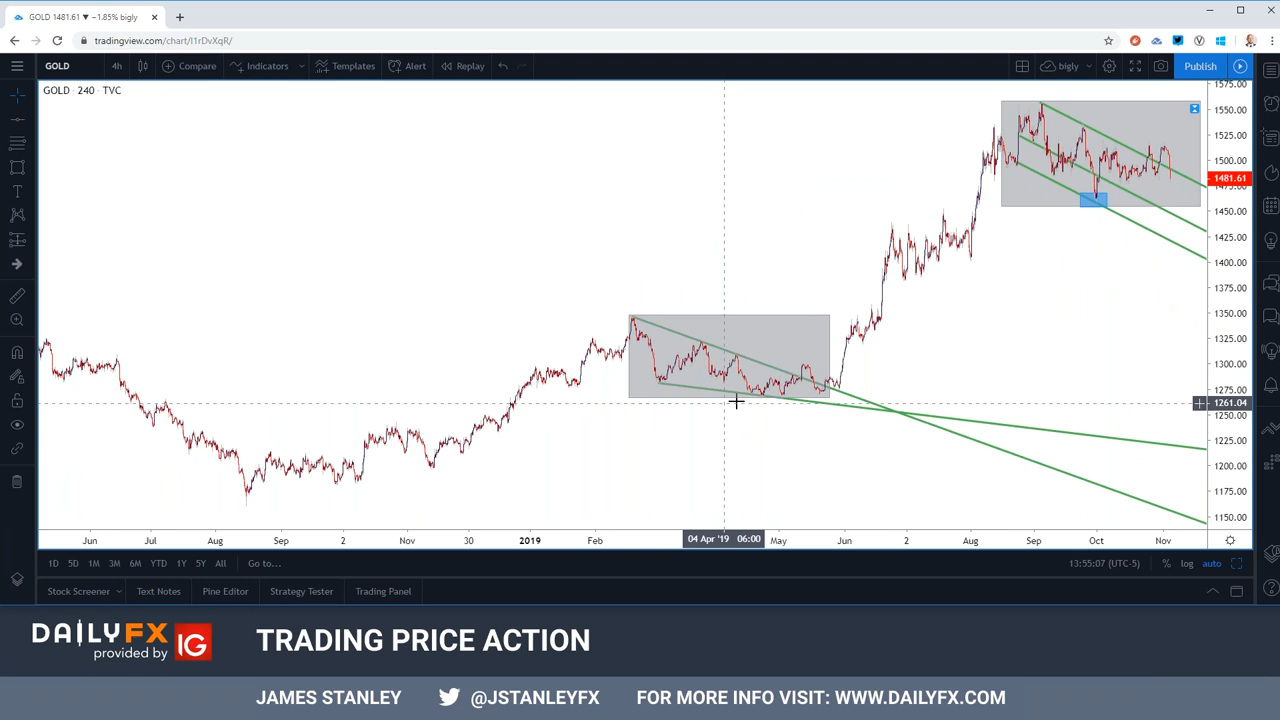 GOLD 1481.61 ▼ −1.85% bigly
tradingview.com/chart/I1rDvXqR/
GOLD 4h Compare Indicators Templates Alert Replay bigly Publish
GOLD · 240 · TVC
1575.00
1550.00
1525.00
1500.00
1481.61
1475.00
1450.00
1425.00
1400.00
1375.00
1350.00
1325.00
1300.00
1275.00
1261.04
1250.00
1225.00
1200.00
1175.00
1150.00
Jun Jul Aug Sep 2 Nov 30 2019 Feb 04 Apr '19 06:00 May Jun 2 Aug Sep Oct Nov
1D 5D 1M 3M 6M YTD 1Y 5Y All Go to... 13:55:07 (UTC-5) % log auto
Stock Screener Text Notes Pine Editor Strategy Tester Trading Panel
DAILYFX
provided by IG
TRADING PRICE ACTION
JAMES STANLEY @JSTANLEYFX FOR MORE INFO VISIT: WWW.DAILYFX.COM